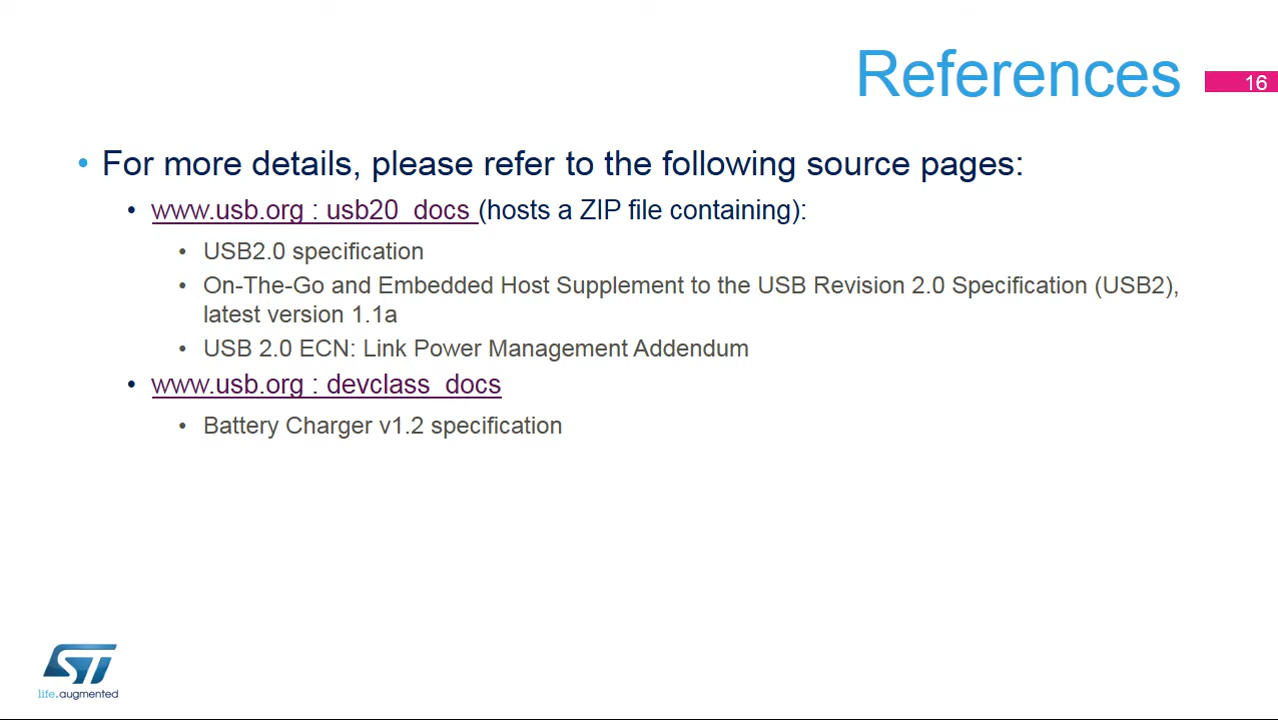 References
16
• For more details, please refer to the following source pages:
• www.usb.org : usb20_docs (hosts a ZIP file containing):
• USB2.0 specification
• On-The-Go and Embedded Host Supplement to the USB Revision 2.0 Specification (USB2),
latest version 1.1a
• USB 2.0 ECN: Link Power Management Addendum
• www.usb.org : devclass_docs
• Battery Charger v1.2 specification
ST
life.augmented